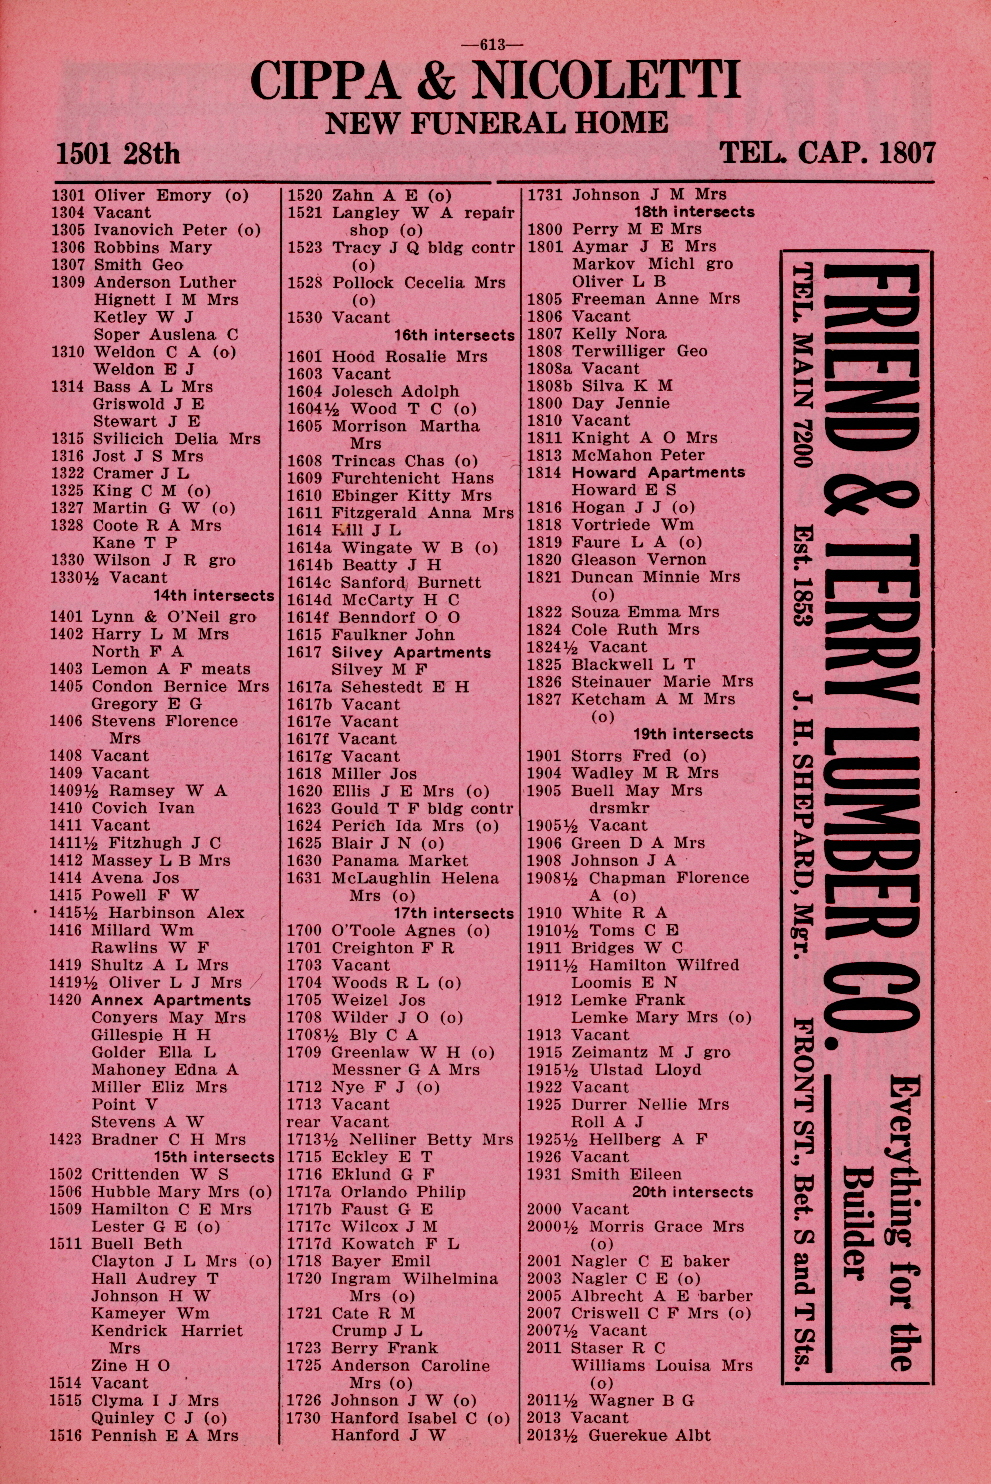 —613—
CIPPA & NICOLETTI
NEW FUNERAL HOME
1501 28th TEL. CAP. 1807
1301 Oliver Emory (o)
1304 Vacant
1305 Ivanovich Peter (o)
1306 Robbins Mary
1307 Smith Geo
1309 Anderson Luther
Hignett I M Mrs
Ketley W J
Soper Auslena C
1310 Weldon C A (o)
Weldon E J
1314 Bass A L Mrs
Griswold J E
Stewart J E
1315 Svilicich Delia Mrs
1316 Jost J S Mrs
1322 Cramer J L
1325 King C M (o)
1327 Martin G W (o)
1328 Coote R A Mrs
Kane T P
1330 Wilson J R gro
1330½ Vacant
14th intersects
1401 Lynn & O'Neil gro
1402 Harry L M Mrs
North F A
1403 Lemon A F meats
1405 Condon Bernice Mrs
Gregory E G
1406 Stevens Florence
Mrs
1408 Vacant
1409 Vacant
1409½ Ramsey W A
1410 Covich Ivan
1411 Vacant
1411½ Fitzhugh J C
1412 Massey L B Mrs
1414 Avena Jos
1415 Powell F W
1415½ Harbinson Alex
1416 Millard Wm
Rawlins W F
1419 Shultz A L Mrs
1419½ Oliver L J Mrs
1420 Annex Apartments
Conyers May Mrs
Gillespie H H
Golder Ella L
Mahoney Edna A
Miller Eliz Mrs
Point V
Stevens A W
1423 Bradner C H Mrs
15th intersects
1502 Crittenden W S
1506 Hubble Mary Mrs (o)
1509 Hamilton C E Mrs
Lester G E (o)
1511 Buell Beth
Clayton J L Mrs (o)
Hall Audrey T
Johnson H W
Kameyer Wm
Kendrick Harriet
Mrs
Zine H O
1514 Vacant
1515 Clyma I J Mrs
Quinley C J (o)
1516 Pennish E A Mrs
1520 Zahn A E (o)
1521 Langley W A repair
shop (o)
1523 Tracy J Q bldg contr
(o)
1528 Pollock Cecelia Mrs
(o)
1530 Vacant
16th intersects
1601 Hood Rosalie Mrs
1603 Vacant
1604 Jolesch Adolph
1604½ Wood T C (o)
1605 Morrison Martha
Mrs
1608 Trincas Chas (o)
1609 Furchtenicht Hans
1610 Ebinger Kitty Mrs
1611 Fitzgerald Anna Mrs
1614 Hill J L
1614a Wingate W B (o)
1614b Beatty J H
1614c Sanford Burnett
1614d McCarty H C
1614f Benndorf O O
1615 Faulkner John
1617 Silvey Apartments
Silvey M F
1617a Sehestedt E H
1617b Vacant
1617e Vacant
1617f Vacant
1617g Vacant
1618 Miller Jos
1620 Ellis J E Mrs (o)
1623 Gould T F bldg contr
1624 Perich Ida Mrs (o)
1625 Blair J N (o)
1630 Panama Market
1631 McLaughlin Helena
Mrs (o)
17th intersects
1700 O'Toole Agnes (o)
1701 Creighton F R
1703 Vacant
1704 Woods R L (o)
1705 Weizel Jos
1708 Wilder J O (o)
1708½ Bly C A
1709 Greenlaw W H (o)
Messner G A Mrs
1712 Nye F J (o)
1713 Vacant
rear Vacant
1713½ Nelliner Betty Mrs
1715 Eckley E T
1716 Eklund G F
1717a Orlando Philip
1717b Faust G E
1717c Wilcox J M
1717d Kowatch F L
1718 Bayer Emil
1720 Ingram Wilhelmina
Mrs (o)
1721 Cate R M
Crump J L
1723 Berry Frank
1725 Anderson Caroline
Mrs (o)
1726 Johnson J W (o)
1730 Hanford Isabel C (o)
Hanford J W
1731 Johnson J M Mrs
18th intersects
1800 Perry M E Mrs
1801 Aymar J E Mrs
Markov Michl gro
Oliver L B
1805 Freeman Anne Mrs
1806 Vacant
1807 Kelly Nora
1808 Terwilliger Geo
1808a Vacant
1808b Silva K M
1800 Day Jennie
1810 Vacant
1811 Knight A O Mrs
1813 McMahon Peter
1814 Howard Apartments
Howard E S
1816 Hogan J J (o)
1818 Vortriede Wm
1819 Faure L A (o)
1820 Gleason Vernon
1821 Duncan Minnie Mrs
(o)
1822 Souza Emma Mrs
1824 Cole Ruth Mrs
1824½ Vacant
1825 Blackwell L T
1826 Steinauer Marie Mrs
1827 Ketcham A M Mrs
(o)
19th intersects
1901 Storrs Fred (o)
1904 Wadley M R Mrs
1905 Buell May Mrs
drsmkr
1905½ Vacant
1906 Green D A Mrs
1908 Johnson J A
1908½ Chapman Florence
A (o)
1910 White R A
1910½ Toms C E
1911 Bridges W C
1911½ Hamilton Wilfred
Loomis E N
1912 Lemke Frank
Lemke Mary Mrs (o)
1913 Vacant
1915 Zeimantz M J gro
1915½ Ulstad Lloyd
1922 Vacant
1925 Durrer Nellie Mrs
Roll A J
1925½ Hellberg A F
1926 Vacant
1931 Smith Eileen
20th intersects
2000 Vacant
2000½ Morris Grace Mrs
(o)
2001 Nagler C E baker
2003 Nagler C E (o)
2005 Albrecht A E barber
2007 Criswell C F Mrs (o)
2007½ Vacant
2011 Staser R C
Williams Louisa Mrs
(o)
2011½ Wagner B G
2013 Vacant
2013½ Guerekue Albt
FRIEND & TERRY LUMBER CO.
Everything for the
Builder
TEL. MAIN 7200 Est. 1853 J. H. SHEPARD, Mgr. FRONT ST., Bet. S and T Sts.